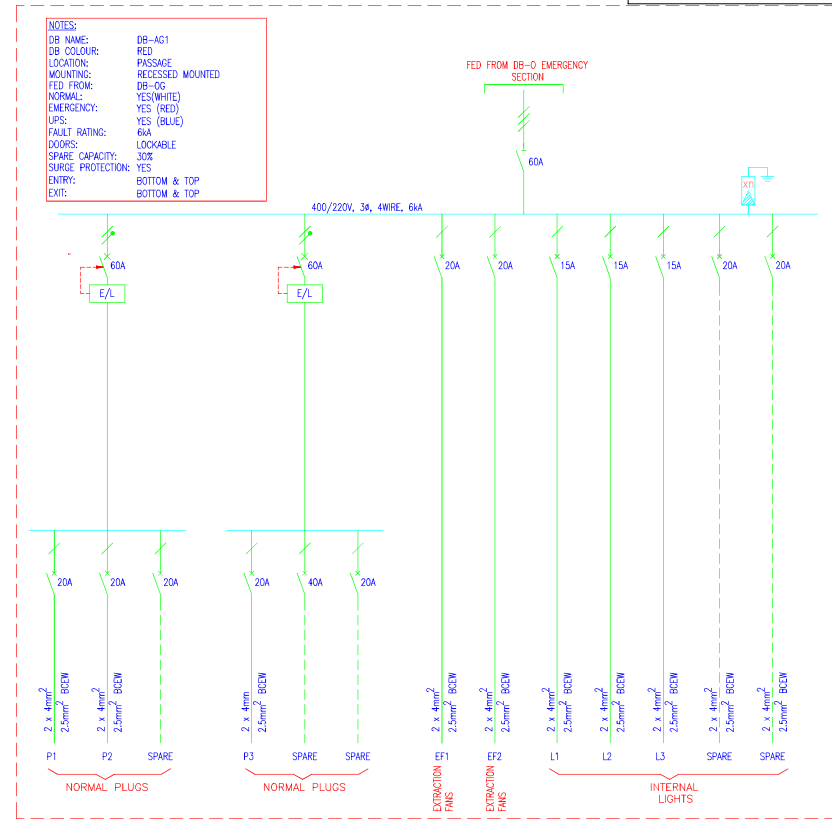 NOTES:
DB NAME: DB-AG1
DB COLOUR: RED
LOCATION: PASSAGE
MOUNTING: RECESSED MOUNTED
FED FROM: DB-OG
NORMAL: YES(WHITE)
EMERGENCY: YES (RED)
UPS: YES (BLUE)
FAULT RATING: 6kA
DOORS: LOCKABLE
SPARE CAPACITY: 30%
SURGE PROTECTION: YES
ENTRY: BOTTOM & TOP
EXIT: BOTTOM & TOP
FED FROM DB-O EMERGENCY
SECTION
60A
400/220V, 3ø, 4WIRE, 6kA
60A
E/L
60A
E/L
20A
20A
15A
15A
15A
20A
20A
20A
20A
20A
20A
40A
20A
2 x 4mm²
2.5mm² BCEW
2 x 4mm²
2.5mm² BCEW
2 x 4mm
2.5mm² BCEW
2 x 4mm²
2.5mm² BCEW
2 x 4mm²
2.5mm² BCEW
2 x 4mm²
2.5mm² BCEW
2 x 4mm²
2.5mm² BCEW
2 x 4mm²
2.5mm² BCEW
2 x 4mm²
2.5mm² BCEW
2 x 4mm²
2.5mm² BCEW
P1 P2 SPARE P3 SPARE SPARE EF1 EF2 L1 L2 L3 SPARE SPARE
NORMAL PLUGS
NORMAL PLUGS
EXTRACTION
FANS
EXTRACTION
FANS
INTERNAL
LIGHTS